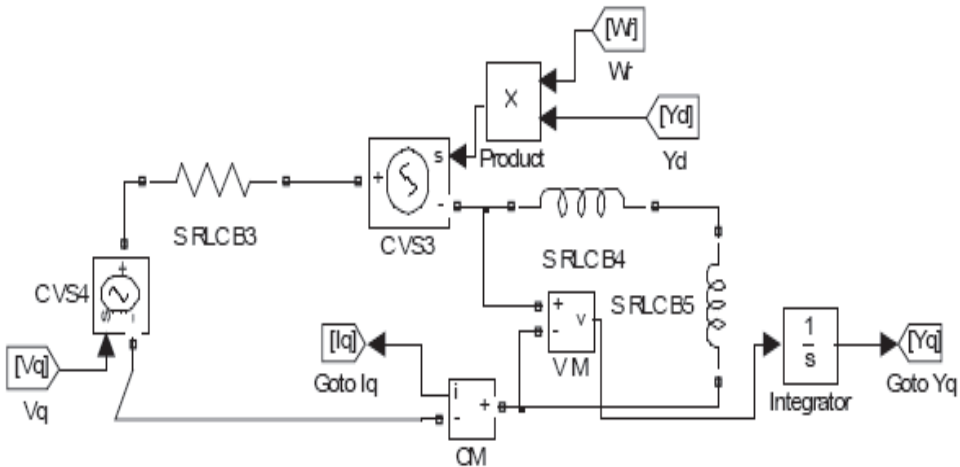 [Wr]
Wr
X
[Yd]
Product
Yd
s
+
-
SRLCB3
CVS3
SRLCB4
+
CVS4
S
-
SRLCB5
+
v
-
VM
1
s
[Iq]
[Yq]
[Vq]
Goto Iq
Goto Yq
Vq
i
+
-
Integrator
CM